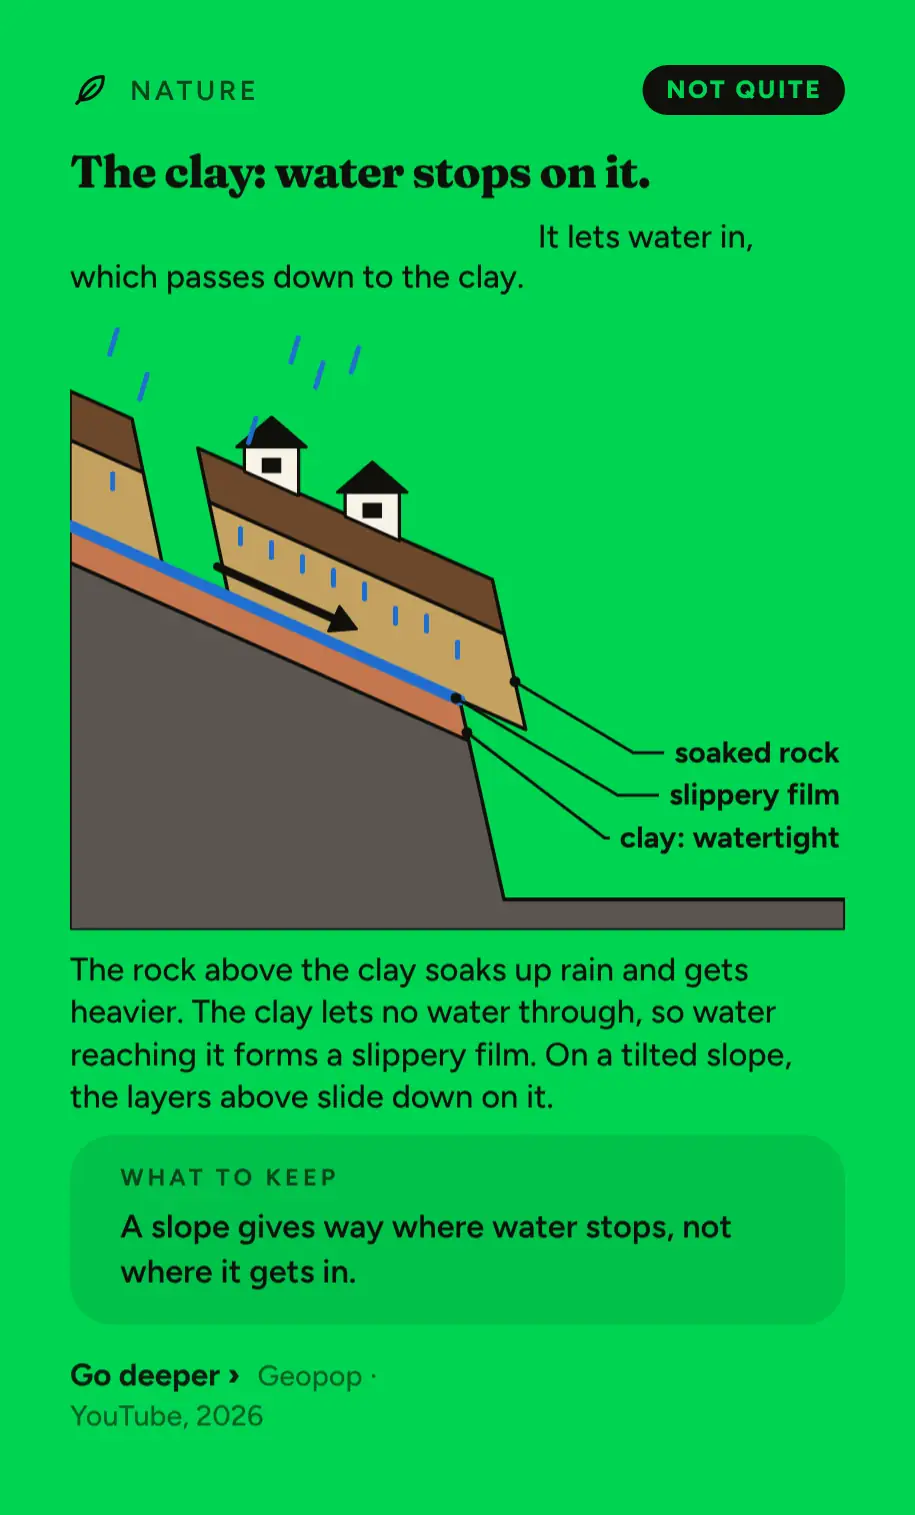 NATURE
NOT QUITE
The clay: water stops on it.
It lets water in,
which passes down to the clay.
soaked rock
slippery film
clay: watertight
The rock above the clay soaks up rain and gets
heavier. The clay lets no water through, so water
reaching it forms a slippery film. On a tilted slope,
the layers above slide down on it.
WHAT TO KEEP
A slope gives way where water stops, not
where it gets in.
Go deeper › Geopop ·
YouTube, 2026